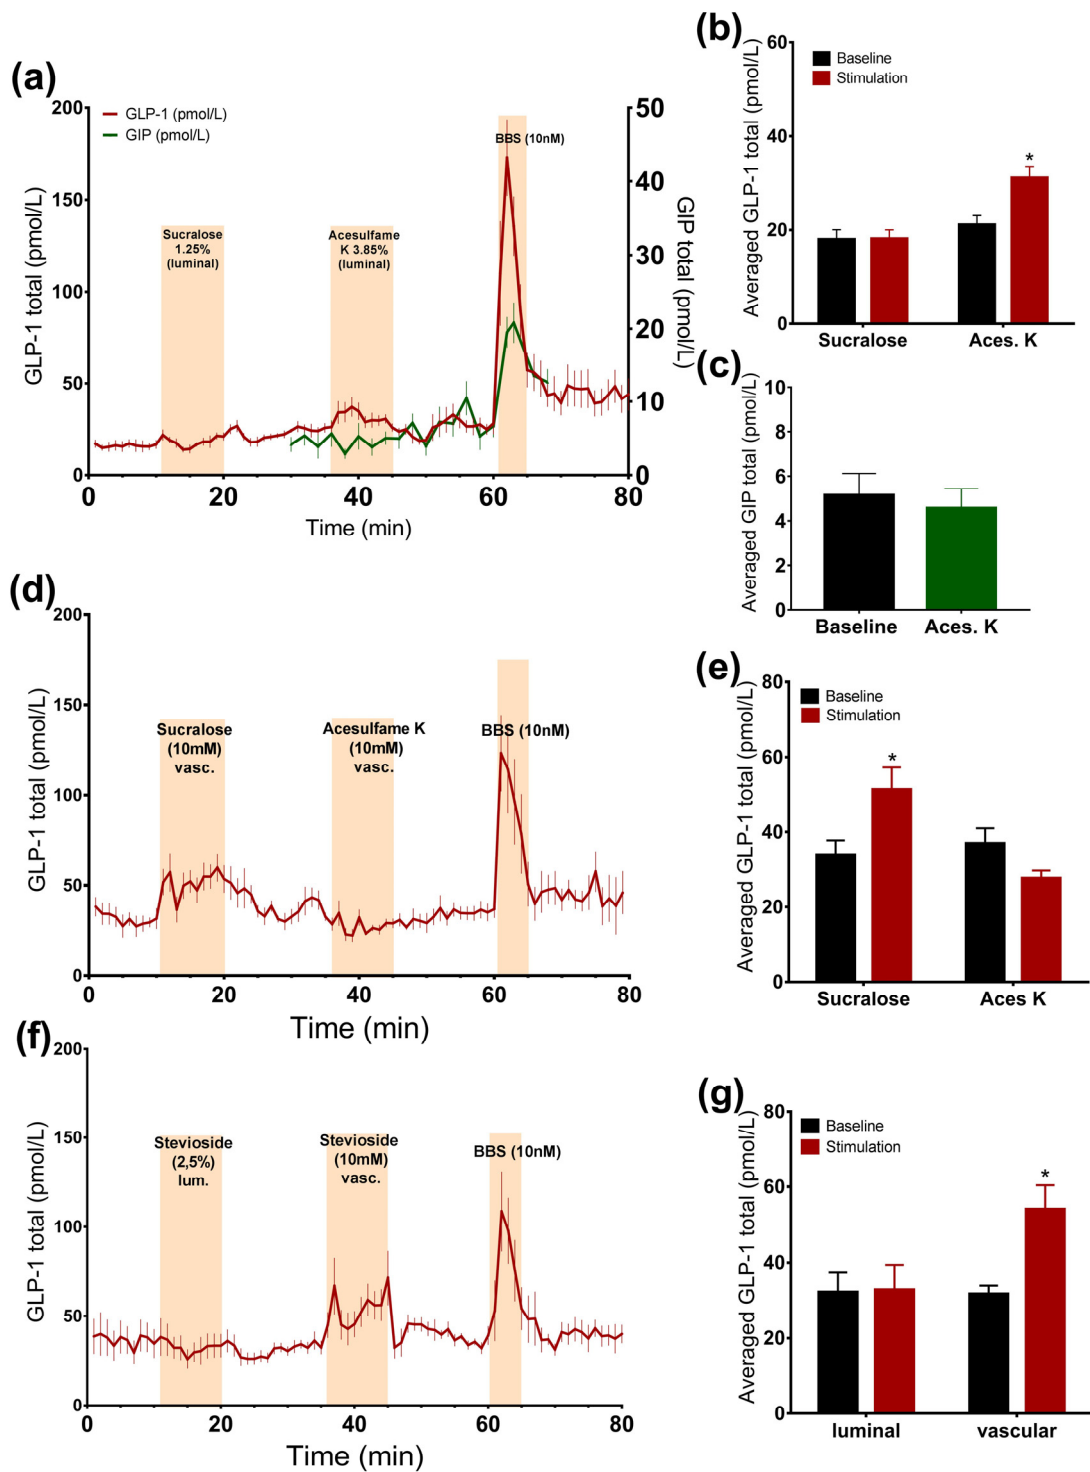 (a)
200
150
100
50
0
GLP-1 total (pmol/L)
GLP-1 (pmol/L)
GIP (pmol/L)
Sucralose
1.25%
(luminal)
Acesulfame
K 3.85%
(luminal)
BBS (10nM)
50
40
30
20
10
0
GIP total (pmol/L)
0 20 40 60 80
Time (min)
(b)
60
40
20
0
Averaged GLP-1 total (pmol/L)
Baseline
Stimulation
*
Sucralose Aces. K
(c)
10
8
6
4
2
0
Averaged GIP total (pmol/L)
Baseline Aces. K
(d)
200
150
100
50
0
GLP-1 total (pmol/L)
Sucralose
(10mM)
vasc.
Acesulfame K
(10mM)
vasc.
BBS (10nM)
0 20 40 60 80
Time (min)
(e)
80
60
40
20
0
Averaged GLP-1 total (pmol/L)
Baseline
Stimulation
*
Sucralose Aces K
(f)
200
150
100
50
0
GLP-1 total (pmol/L)
Stevioside
(2,5%)
lum.
Stevioside
(10mM)
vasc.
BBS (10nM)
0 20 40 60 80
Time (min)
(g)
80
60
40
20
0
Averaged GLP-1 total (pmol/L)
Baseline
Stimulation
*
luminal vascular